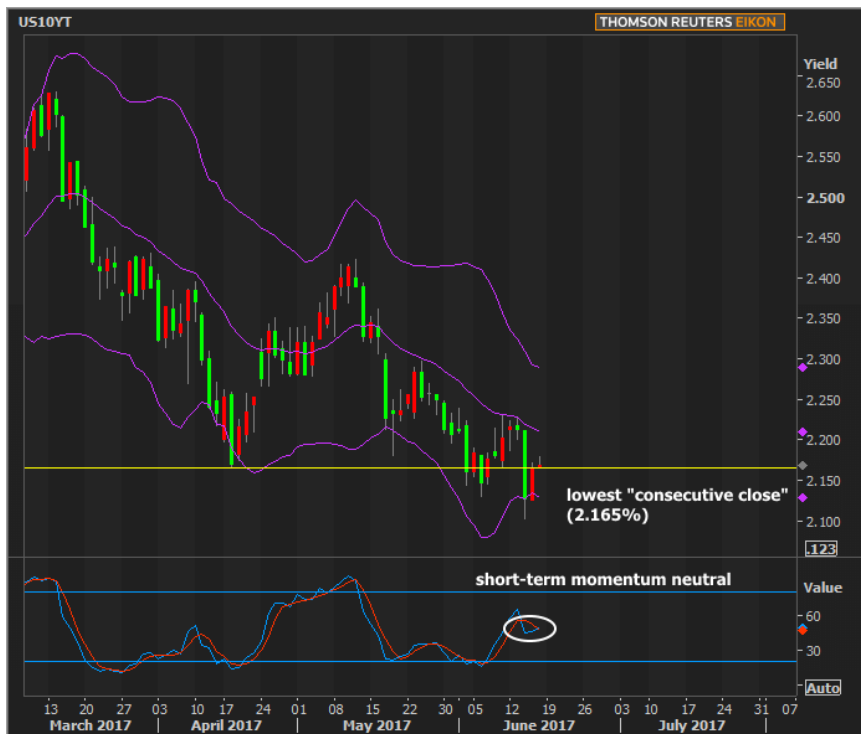 US10YT
THOMSON REUTERS EIKON
Yield
2.650
2.600
2.550
2.500
2.450
2.400
2.350
2.300
2.250
2.200
2.150
2.100
.123
lowest "consecutive close"
(2.165%)
short-term momentum neutral
Value
60
30
Auto
13 20 27 03 10 17 24 01 08 15 22 30 05 12 19 26 03 10 17 24 31 07
March 2017 April 2017 May 2017 June 2017 July 2017